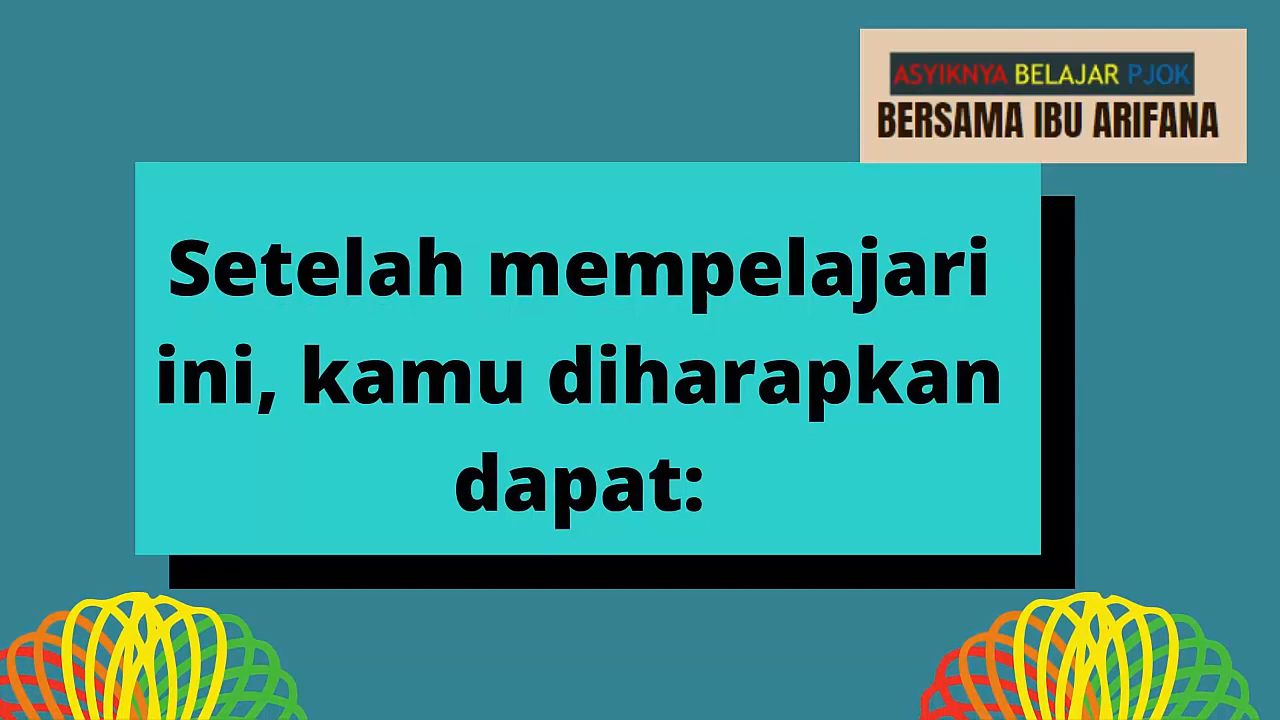 ASYIKNYA BELAJAR PJOK
BERSAMA IBU ARIFANA
Setelah mempelajari
ini, kamu diharapkan
dapat: